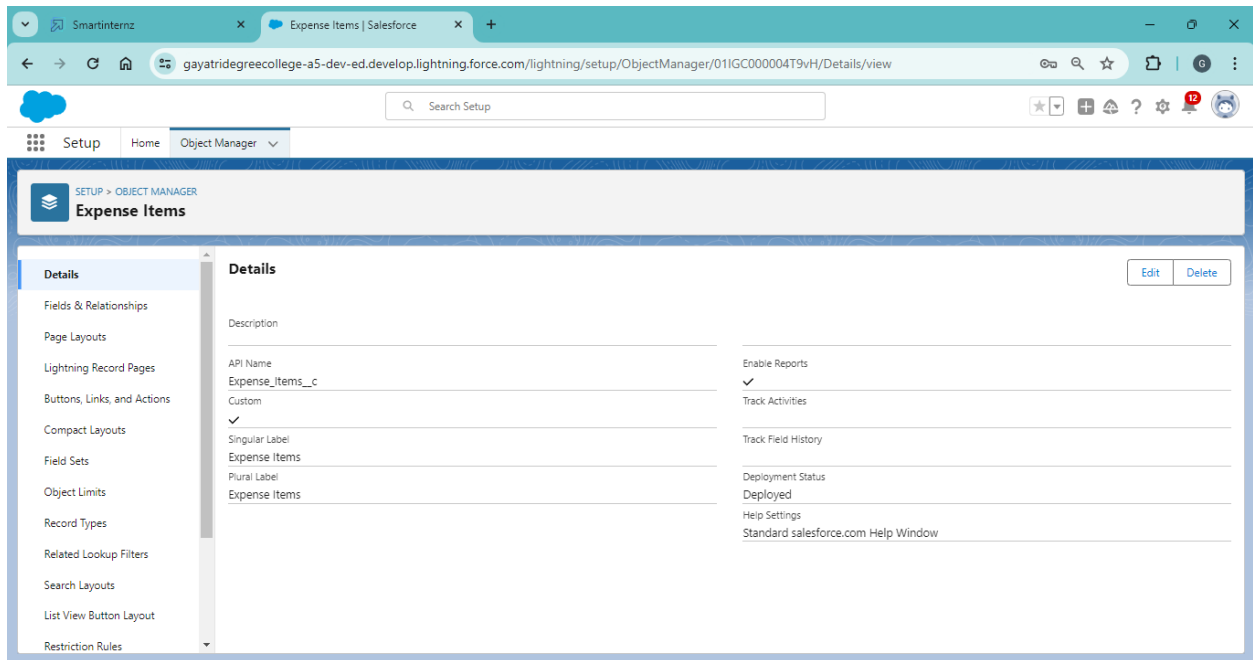 Smartinternz
Expense Items | Salesforce
gayatridegreecollege-a5-dev-ed.develop.lightning.force.com/lightning/setup/ObjectManager/01IGC000004T9vH/Details/view
G
Search Setup
12
Setup
Home
Object Manager
SETUP > OBJECT MANAGER
Expense Items
Details
Fields & Relationships
Page Layouts
Lightning Record Pages
Buttons, Links, and Actions
Compact Layouts
Field Sets
Object Limits
Record Types
Related Lookup Filters
Search Layouts
List View Button Layout
Restriction Rules
Details
Edit
Delete
Description
API Name
Expense_Items__c
Custom
Singular Label
Expense Items
Plural Label
Expense Items
Enable Reports
Track Activities
Track Field History
Deployment Status
Deployed
Help Settings
Standard salesforce.com Help Window